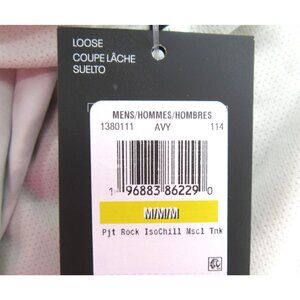 LOOSE
COUPE LÂCHE
SUELTO
MENS/HOMMES/HOMBRES
1380111 AVY 114
1 96883 86229 0
M/M/M
Pjt Rock IsoChill Mscl Tnk